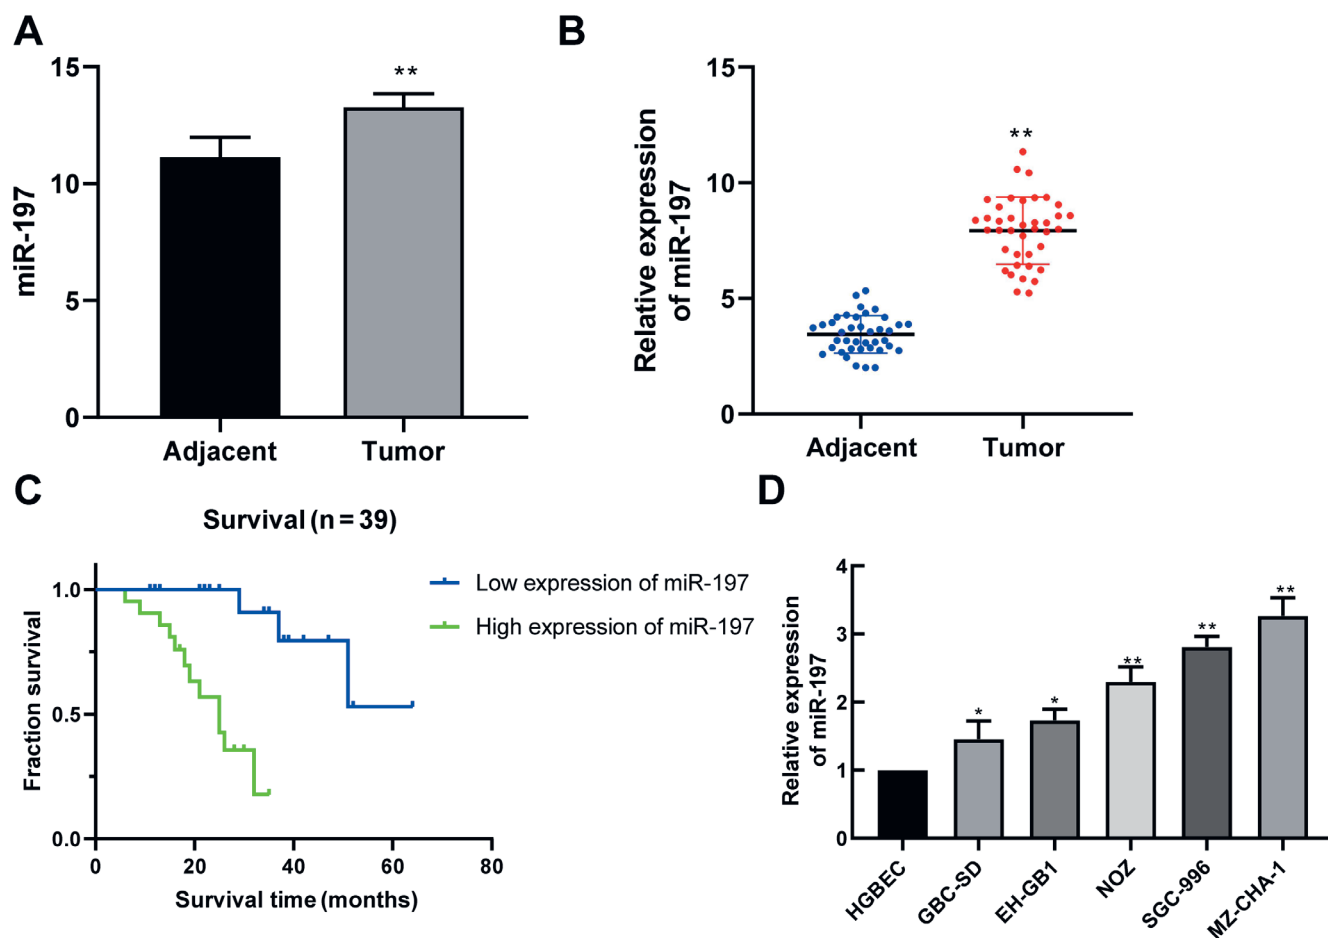 A
15
10
5
0
miR-197
**
Adjacent
Tumor
B
15
10
5
0
Relative expression
of miR-197
**
Adjacent
Tumor
C
Survival (n = 39)
1.0
0.5
0.0
Fraction survival
0
20
40
60
80
Survival time (months)
Low expression of miR-197
High expression of miR-197
D
4
3
2
1
0
Relative expression
of miR-197
*
*
**
**
**
HGBEC
GBC-SD
EH-GB1
NOZ
SGC-996
MZ-CHA-1